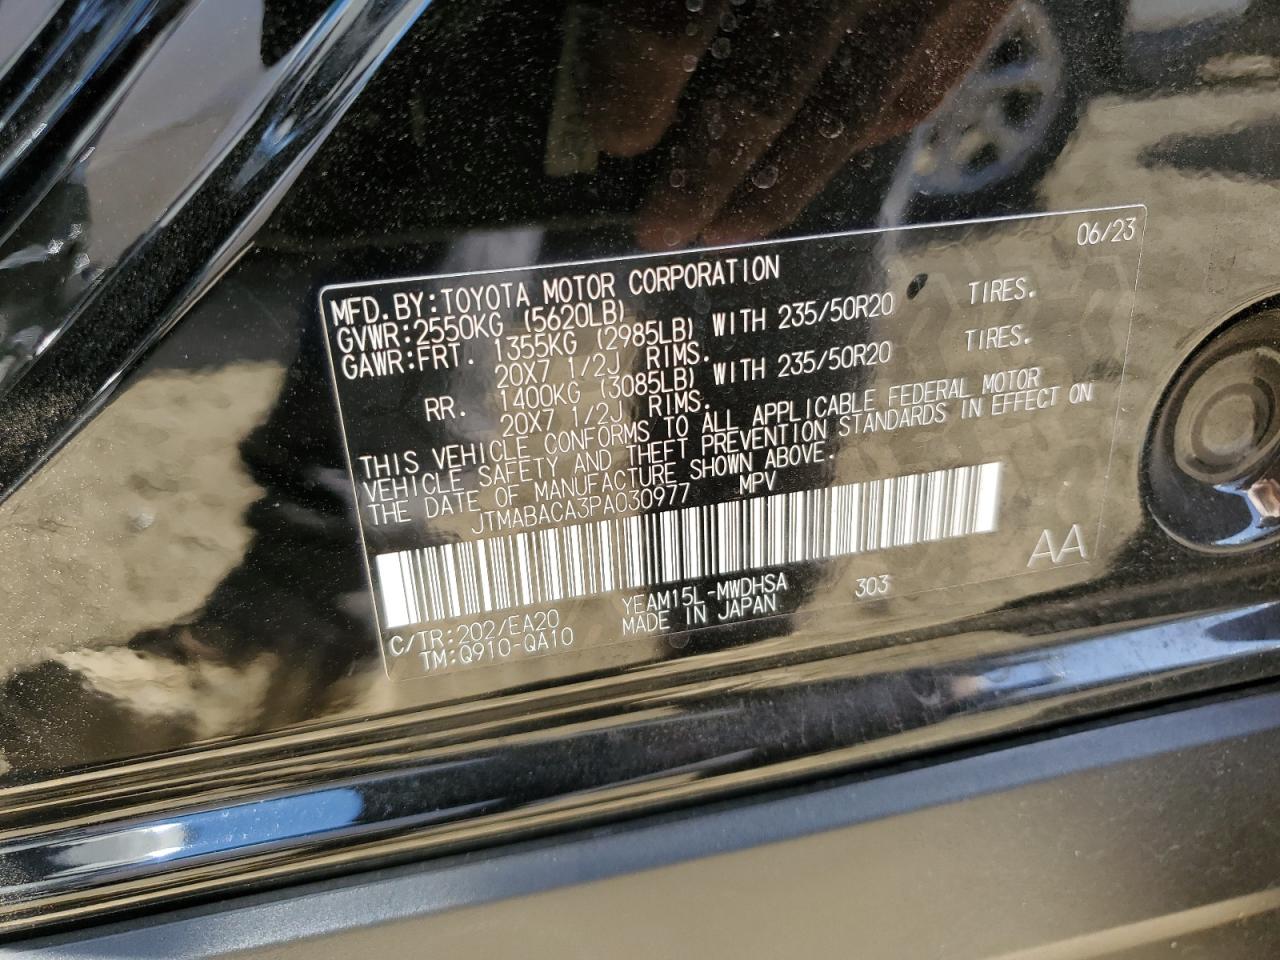 06/23
MFD.BY:TOYOTA MOTOR CORPORATION
GVWR:2550KG (5620LB)
GAWR:FRT. 1355KG (2985LB) WITH 235/50R20 TIRES.
20X7 1/2J RIMS.
RR. 1400KG (3085LB) WITH 235/50R20 TIRES.
20X7 1/2J RIMS.
THIS VEHICLE CONFORMS TO ALL APPLICABLE FEDERAL MOTOR
VEHICLE SAFETY AND THEFT PREVENTION STANDARDS IN EFFECT ON
THE DATE OF MANUFACTURE SHOWN ABOVE.
JTMABACA3PA030977 MPV
C/TR:202/EA20 YEAM15L-MWDHSA 303 AA
TM:Q910-QA10 MADE IN JAPAN